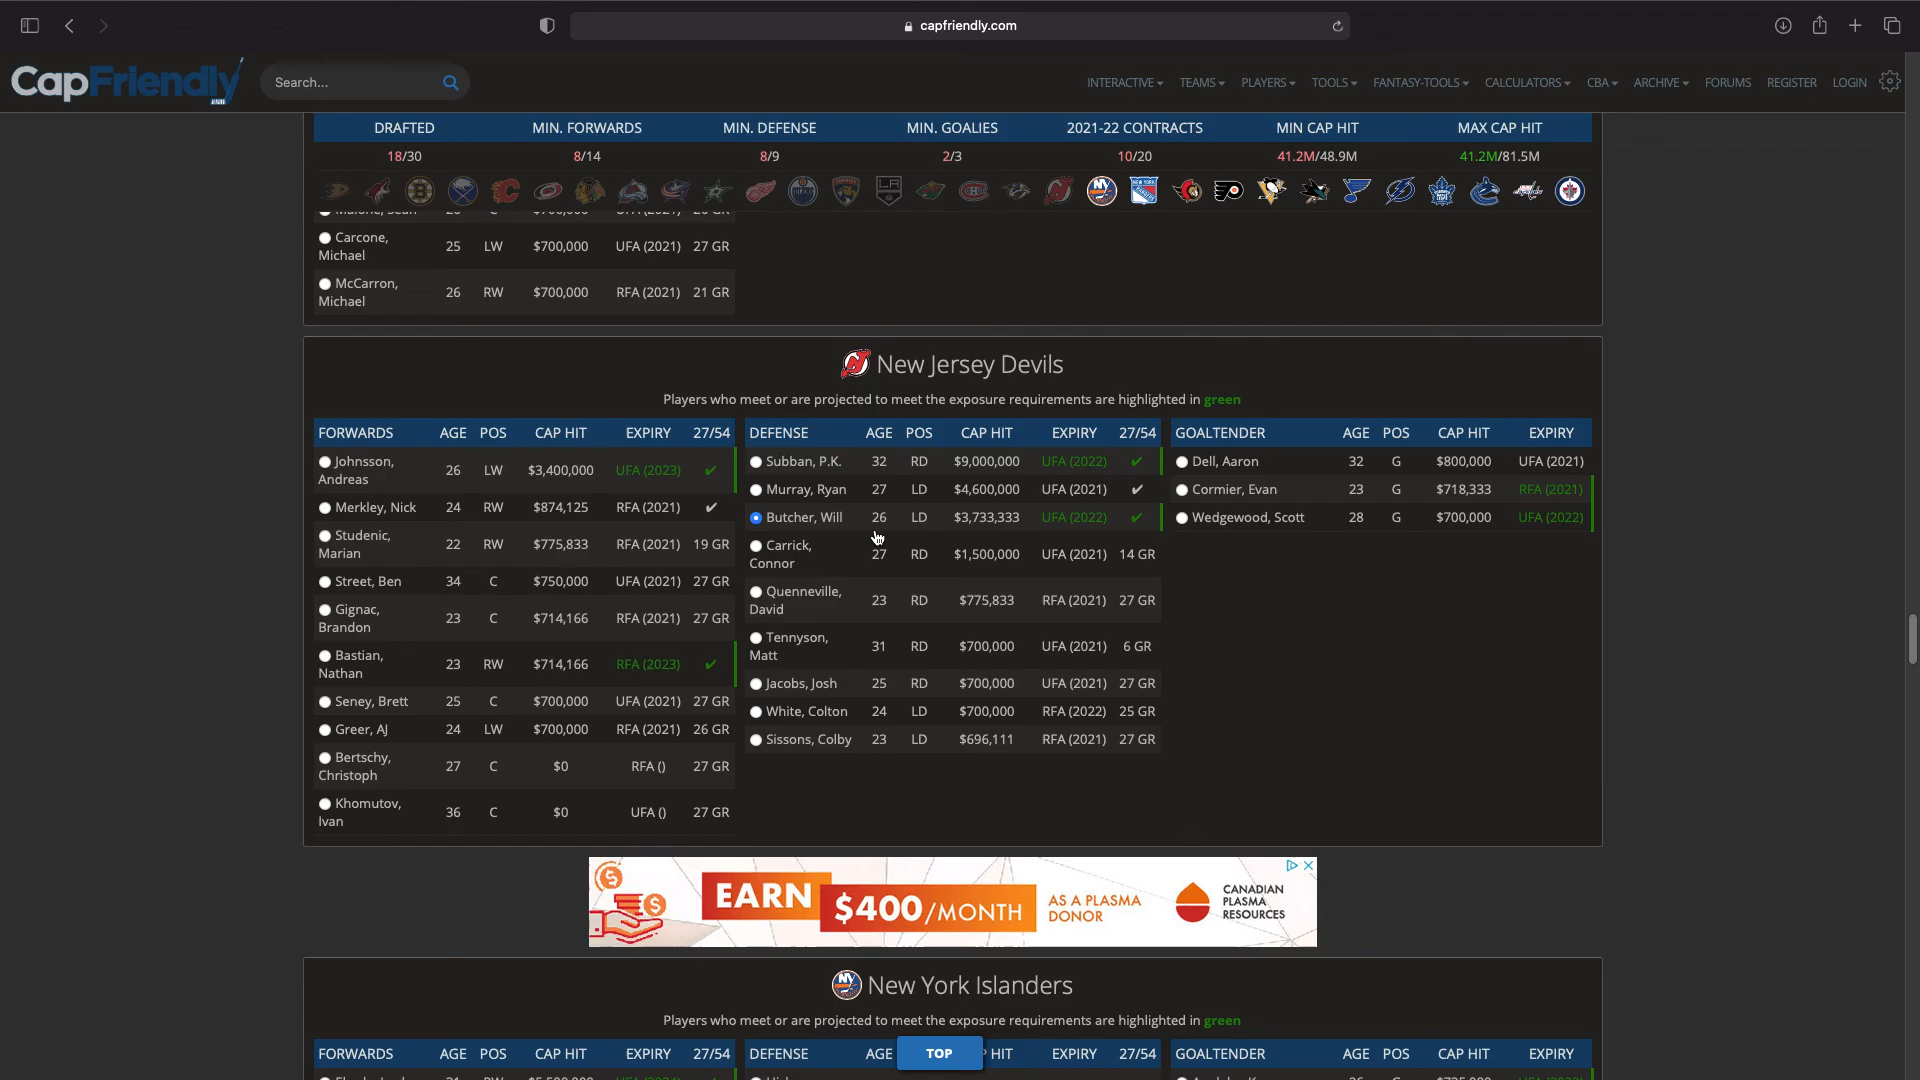 capfriendly.com
CapFriendly
Search...
INTERACTIVE TEAMS PLAYERS TOOLS FANTASY-TOOLS CALCULATORS CBA ARCHIVE FORUMS REGISTER LOGIN
DRAFTED MIN. FORWARDS MIN. DEFENSE MIN. GOALIES 2021-22 CONTRACTS MIN CAP HIT MAX CAP HIT
18/30 8/14 8/9 2/3 10/20 41.2M/48.9M 41.2M/81.5M
Carcone, Michael 25 LW $700,000 UFA (2021) 27 GR
McCarron, Michael 26 RW $700,000 RFA (2021) 21 GR
New Jersey Devils
Players who meet or are projected to meet the exposure requirements are highlighted in green
FORWARDS AGE POS CAP HIT EXPIRY 27/54
Johnsson, Andreas 26 LW $3,400,000 UFA (2023) ✔
Merkley, Nick 24 RW $874,125 RFA (2021) ✔
Studenic, Marian 22 RW $775,833 RFA (2021) 19 GR
Street, Ben 34 C $750,000 UFA (2021) 27 GR
Gignac, Brandon 23 C $714,166 RFA (2021) 27 GR
Bastian, Nathan 23 RW $714,166 RFA (2023) ✔
Seney, Brett 25 C $700,000 UFA (2021) 27 GR
Greer, AJ 24 LW $700,000 RFA (2021) 26 GR
Bertschy, Christoph 27 C $0 RFA () 27 GR
Khomutov, Ivan 36 C $0 UFA () 27 GR
DEFENSE AGE POS CAP HIT EXPIRY 27/54
Subban, P.K. 32 RD $9,000,000 UFA (2022) ✔
Murray, Ryan 27 LD $4,600,000 UFA (2021) ✔
Butcher, Will 26 LD $3,733,333 UFA (2022) ✔
Carrick, Connor 27 RD $1,500,000 UFA (2021) 14 GR
Quenneville, David 23 RD $775,833 RFA (2021) 27 GR
Tennyson, Matt 31 RD $700,000 UFA (2021) 6 GR
Jacobs, Josh 25 RD $700,000 UFA (2021) 27 GR
White, Colton 24 LD $700,000 RFA (2022) 25 GR
Sissons, Colby 23 LD $696,111 RFA (2021) 27 GR
GOALTENDER AGE POS CAP HIT EXPIRY
Dell, Aaron 32 G $800,000 UFA (2021)
Cormier, Evan 23 G $718,333 RFA (2021)
Wedgewood, Scott 28 G $700,000 UFA (2022)
EARN $400/MONTH AS A PLASMA DONOR CANADIAN PLASMA RESOURCES
New York Islanders
Players who meet or are projected to meet the exposure requirements are highlighted in green
FORWARDS AGE POS CAP HIT EXPIRY 27/54
DEFENSE AGE HIT EXPIRY 27/54
GOALTENDER AGE POS CAP HIT EXPIRY
TOP